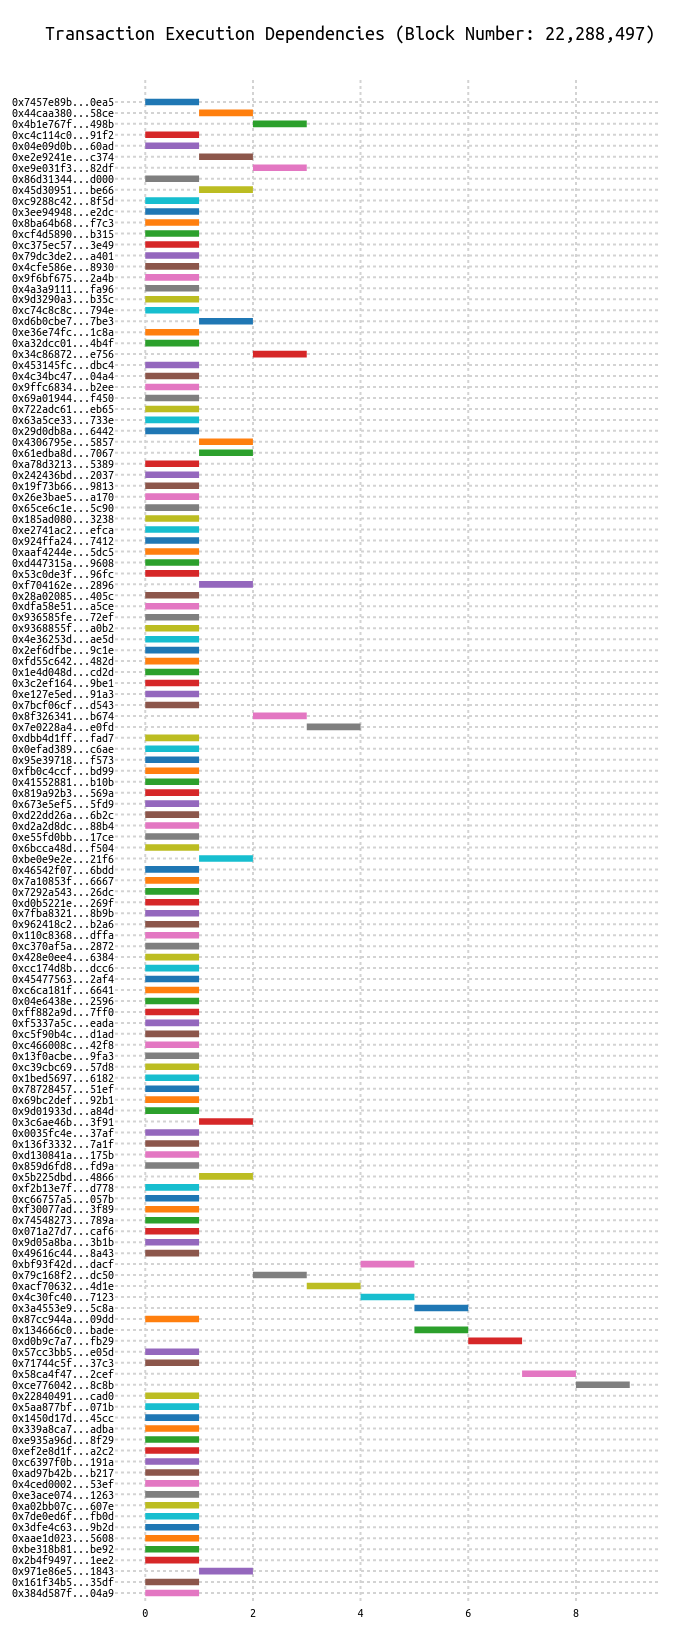 Transaction Execution Dependencies (Block Number: 22,288,497)
0x7457e89b...0ea5
0x44caa380...58ce
0x4b1e767f...498b
0xc4c114c0...91f2
0x04e09d0b...60ad
0xe2e9241e...c374
0xe9e031f3...82df
0x86d31344...d000
0x45d30951...be66
0xc9288c42...8f5d
0x3ee94948...e2dc
0x8ba64b68...f7c3
0xcf4d5890...b315
0xc375ec57...3e49
0x79dc3de2...a401
0x4cfe586e...8930
0x9f6bf675...2a4b
0x4a3a9111...fa96
0x9d3290a3...b35c
0xc74c8c8c...794e
0xd6b0cbe7...7be3
0xe36e74fc...1c8a
0xa32dcc01...4b4f
0x34c86872...e756
0x453145fc...dbc4
0x4c34bc47...04a4
0x9ffc6834...b2ee
0x69a01944...f450
0x722adc61...eb65
0x63a5ce33...733e
0x29d0db8a...6442
0x4306795e...5857
0x61edba8d...7067
0xa78d3213...5389
0x242436bd...2037
0x19f73b66...9813
0x26e3bae5...a170
0x65ce6c1e...5c90
0x185ad080...3238
0xe2741ac2...efca
0x924ffa24...7412
0xaaf4244e...5dc5
0xd447315a...9608
0x53c0de3f...96fc
0xf704162e...2896
0x28a02085...405c
0xdfa58e51...a5ce
0x936585fe...72ef
0x9368855f...a0b2
0x4e36253d...ae5d
0x2ef6dfbe...9c1e
0xfd55c642...482d
0x1e4d048d...cd2d
0x3c2ef164...9be1
0xe127e5ed...91a3
0x7bcf06cf...d543
0x8f326341...b674
0x7e0228a4...e0fd
0xdbb4d1ff...fad7
0x0efad389...c6ae
0x95e39718...f573
0xfb0c4ccf...bd99
0x41552881...b10b
0x819a92b3...569a
0x673e5ef5...5fd9
0xd22dd26a...6b2c
0xd2a2d8dc...88b4
0xe55fd0bb...17ce
0x6bcca48d...f504
0xbe0e9e2e...21f6
0x46542f07...6bdd
0x7a10853f...6667
0x7292a543...26dc
0xd0b5221e...269f
0x7fba8321...8b9b
0x962418c2...b2a6
0x110c8368...dffa
0xc370af5a...2872
0x428e0ee4...6384
0xcc174d8b...dcc6
0x45477563...2af4
0xc6ca181f...6641
0x04e6438e...2596
0xff882a9d...7ff0
0xf5337a5c...eada
0xc5f90b4c...d1ad
0xc466008c...42f8
0x13f0acbe...9fa3
0xc39cbc69...57d8
0x1bed5697...6182
0x78728457...51ef
0x69bc2def...92b1
0x9d01933d...a84d
0x3c6ae46b...3f91
0x0035fc4e...37af
0x136f3332...7a1f
0xd130841a...175b
0x859d6fd8...fd9a
0x5b225dbd...4866
0xf2b13e7f...d778
0xc66757a5...057b
0xf30077ad...3f89
0x74548273...789a
0x071a27d7...caf6
0x9d05a8ba...3b1b
0x49616c44...8a43
0xbf93f42d...dacf
0x79c168f2...dc50
0xacf70632...4d1e
0x4c30fc40...7123
0x3a4553e9...5c8a
0x87cc944a...09dd
0x134666c0...bade
0xd0b9c7a7...fb29
0x57cc3bb5...e05d
0x71744c5f...37c3
0x58ca4f47...2cef
0xce776042...8c8b
0x22840491...cad0
0x5aa877bf...071b
0x1450d17d...45cc
0x339a8ca7...adba
0xe935a96d...8f29
0xef2e8d1f...a2c2
0xc6397f0b...191a
0xad97b42b...b217
0x4ced0002...53ef
0xe3ace074...1263
0xa02bb07c...607e
0x7de0ed6f...fb0d
0x3dfe4c63...9b2d
0xaae1d023...5608
0xbe318b81...be92
0x2b4f9497...1ee2
0x971e86e5...1843
0x161f34b5...35df
0x384d587f...04a9
0 2 4 6 8